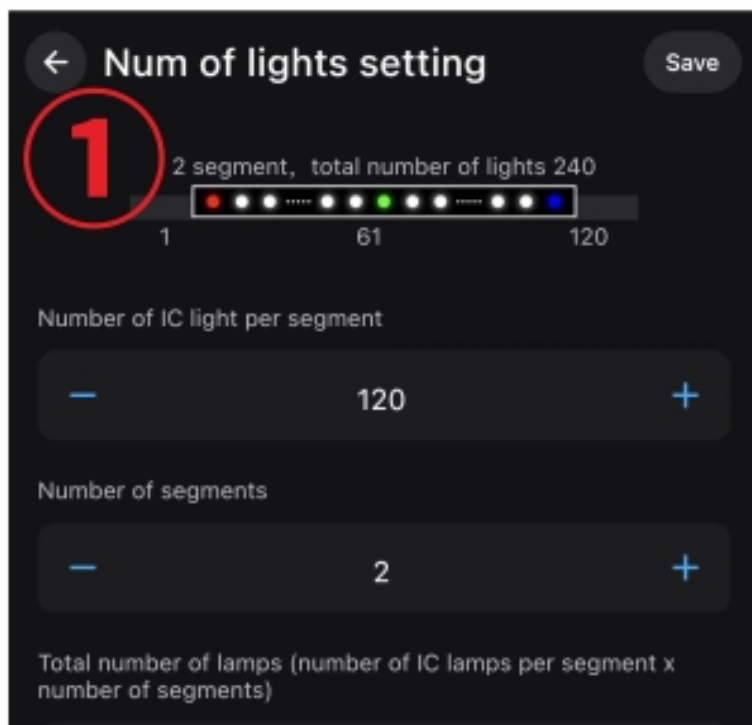 ← Num of lights setting Save
1
2 segment, total number of lights 240
1 61 120
Number of IC light per segment
− 120 +
Number of segments
− 2 +
Total number of lamps (number of IC lamps per segment x
number of segments)